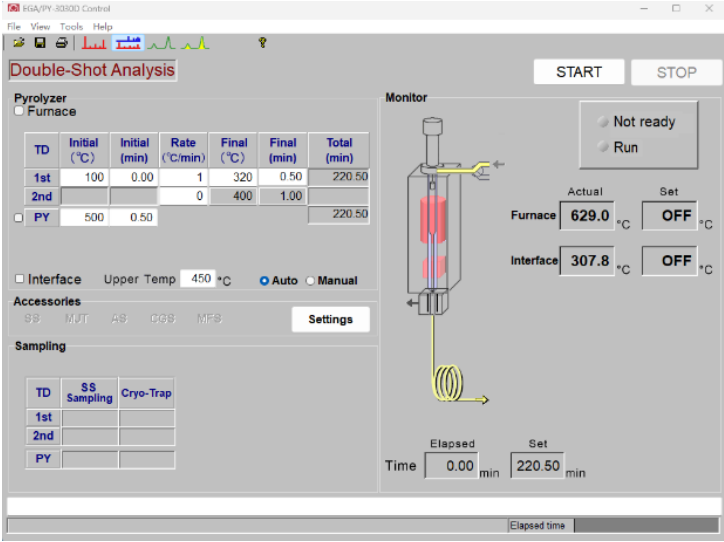 EGA/PY-3030D Control
File View Tools Help
Double-Shot Analysis
START STOP
Pyrolyzer
Furnace
TD Initial (℃) Initial (min) Rate (℃/min) Final (℃) Final (min) Total (min)
1st 100 0.00 1 320 0.50 220.50
2nd 0 400 1.00
PY 500 0.50 220.50
Interface Upper Temp 450 °C Auto Manual
Accessories
SS MJT AS CGS MFS Settings
Sampling
TD SS Sampling Cryo-Trap
1st
2nd
PY
Monitor
Not ready
Run
Actual Set
Furnace 629.0 °C OFF °C
Interface 307.8 °C OFF °C
Elapsed Set
Time 0.00 min 220.50 min
Elapsed time